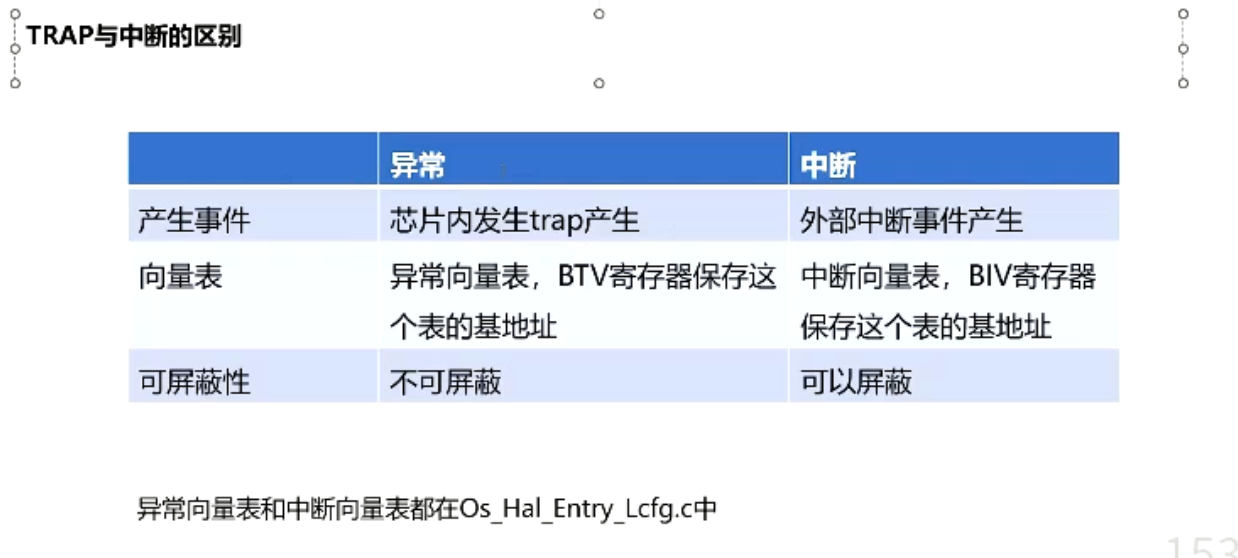 TRAP与中断的区别
异常
中断
产生事件
芯片内发生trap产生
外部中断事件产生
向量表
异常向量表，BTV寄存器保存这
个表的基地址
中断向量表，BIV寄存器
保存这个表的基地址
可屏蔽性
不可屏蔽
可以屏蔽
异常向量表和中断向量表都在Os_Hal_Entry_Lcfg.c中
153